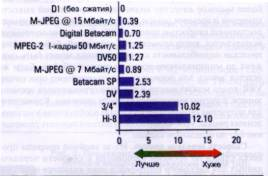 D1 (без сжатия) 0
M-JPEG @ 15 Мбайт/с 0.39
Digital Betacam 0.70
MPEG-2 I-кадры 50 Мбит/с 1.25
DV50 1.27
M-JPEG @ 7 Мбайт/с 0.89
Betacam SP 2.53
DV 2.39
3/4" 10.02
Hi-8 12.10
0 5 10 15 20
Лучше Хуже